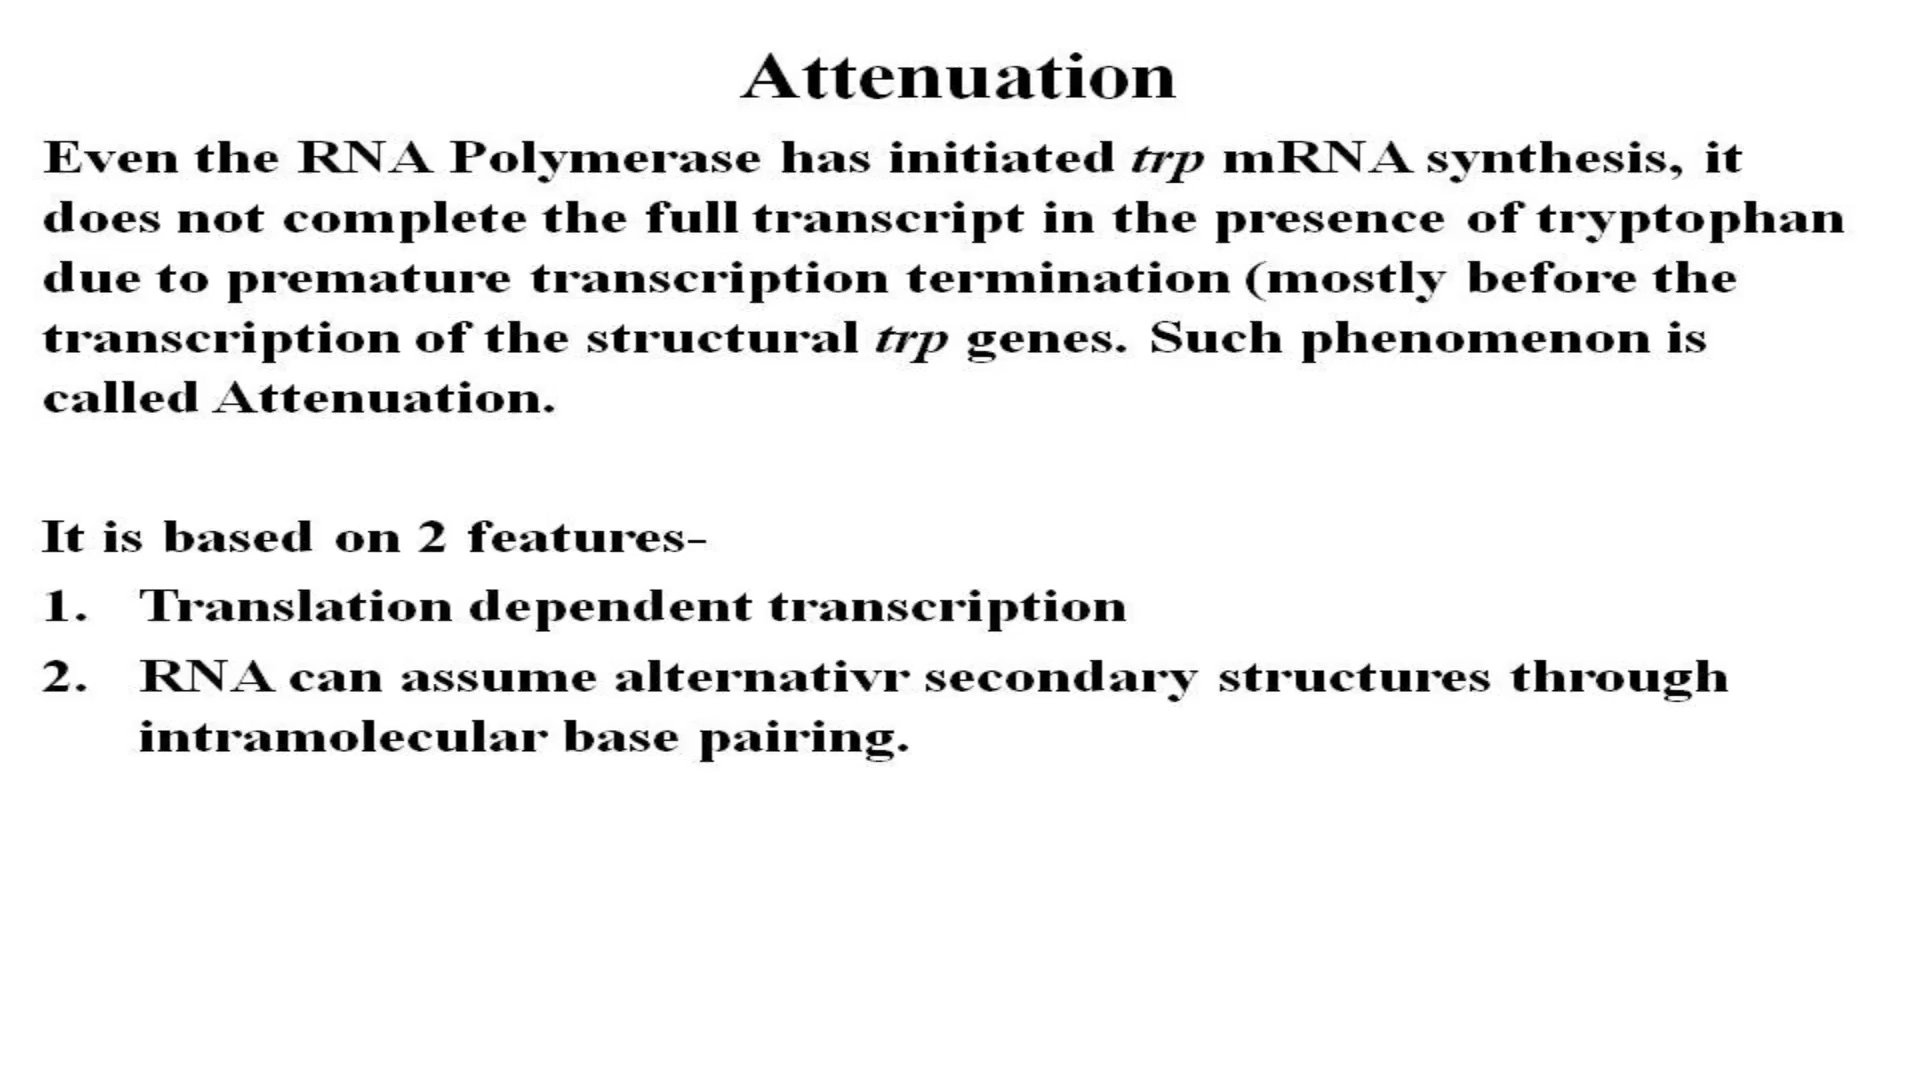 Attenuation
Even the RNA Polymerase has initiated trp mRNA synthesis, it
does not complete the full transcript in the presence of tryptophan
due to premature transcription termination (mostly before the
transcription of the structural trp genes. Such phenomenon is
called Attenuation.
It is based on 2 features-
1. Translation dependent transcription
2. RNA can assume alternativr secondary structures through
intramolecular base pairing.